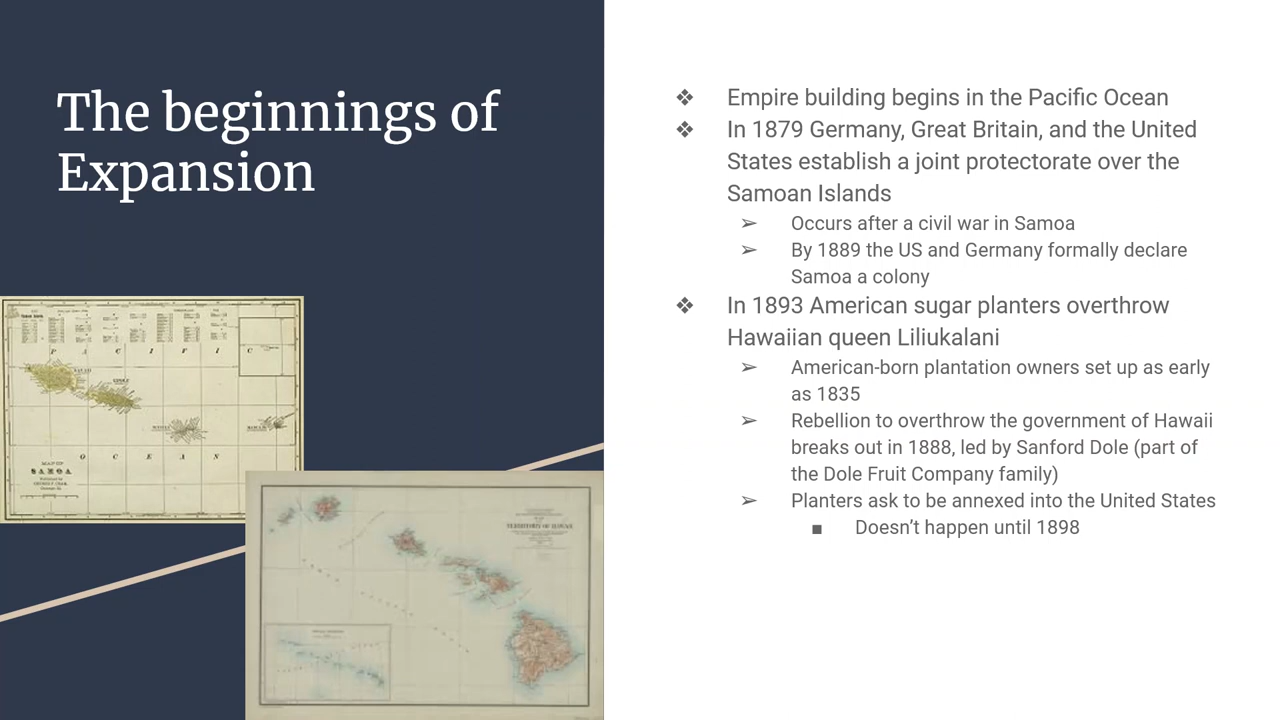 The beginnings of
Expansion
❖ Empire building begins in the Pacific Ocean
❖ In 1879 Germany, Great Britain, and the United
States establish a joint protectorate over the
Samoan Islands
➢ Occurs after a civil war in Samoa
➢ By 1889 the US and Germany formally declare
Samoa a colony
❖ In 1893 American sugar planters overthrow
Hawaiian queen Liliukalani
➢ American-born plantation owners set up as early
as 1835
➢ Rebellion to overthrow the government of Hawaii
breaks out in 1888, led by Sanford Dole (part of
the Dole Fruit Company family)
➢ Planters ask to be annexed into the United States
■ Doesn’t happen until 1898
PACIFIC
OCEAN
MAP OF
SAMOA
TERRITORY OF HAWAII